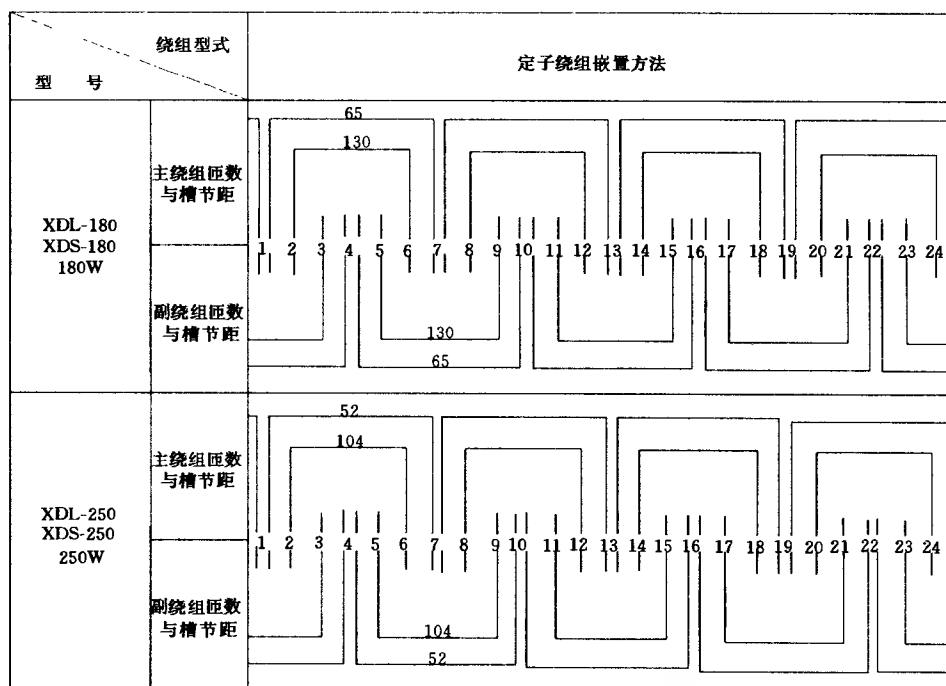 绕组型式
型 号
定子绕组嵌置方法
XDL-180
XDS-180
180W
主绕组匝数
与槽节距
65
130
1 2 3 4 5 6 7 8 9 10 11 12 13 14 15 16 17 18 19 20 21 22 23 24
副绕组匝数
与槽节距
130
65
XDL-250
XDS-250
250W
主绕组匝数
与槽节距
52
104
1 2 3 4 5 6 7 8 9 10 11 12 13 14 15 16 17 18 19 20 21 22 23 24
副绕组匝数
与槽节距
104
52